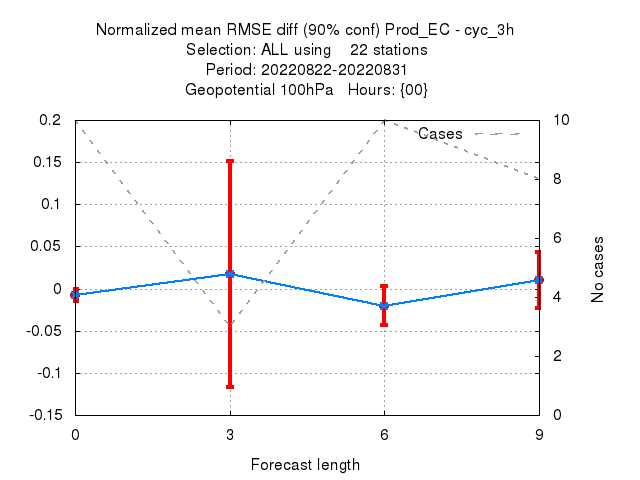 Normalized mean RMSE diff (90% conf) Prod_EC - cyc_3h
Selection: ALL using 22 stations
Period: 20220822-20220831
Geopotential 100hPa Hours: {00}
Cases
0.2
0.15
0.1
0.05
0
-0.05
-0.1
-0.15
10
8
6
4
2
0
No cases
0 3 6 9
Forecast length